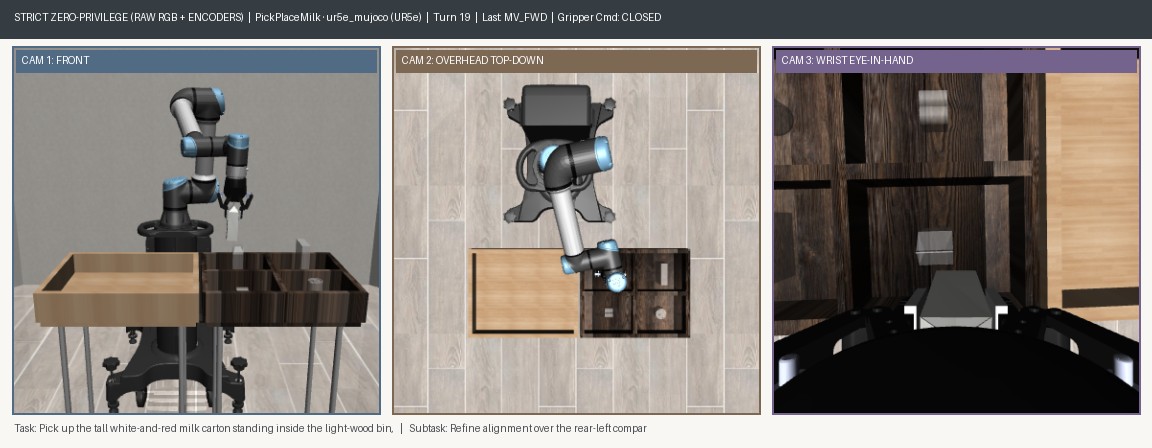 STRICT ZERO-PRIVILEGE (RAW RGB + ENCODERS) | PickPlaceMilk · ur5e_mujoco (UR5e) | Turn 19 | Last MV_FWD | Gripper Cmd: CLOSED
CAM 1: FRONT
CAM 2: OVERHEAD TOP-DOWN
CAM 3: WRIST EYE-IN-HAND
Task: Pick up the tall white-and-red milk carton standing inside the light-wood bin, | Subtask: Refine alignment over the rear-left compar